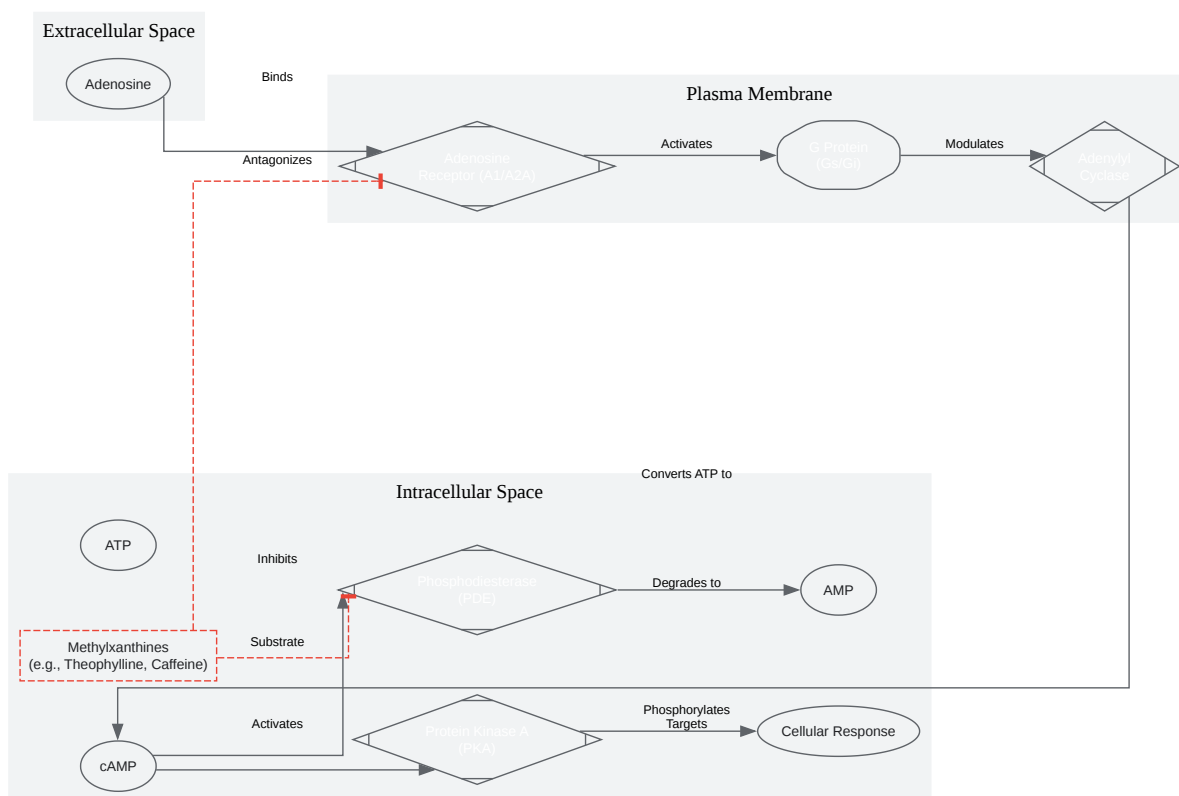 Extracellular Space
Adenosine
Binds
Plasma Membrane
Antagonizes
Adenosine
Receptor (A1/A2A)
Activates
G Protein
(Gs/Gi)
Modulates
Adenylyl
Cyclase
Converts ATP to
Intracellular Space
ATP
Inhibits
Phosphodiesterase
(PDE)
Degrades to
AMP
Methylxanthines
(e.g., Theophylline, Caffeine)
Substrate
Activates
Protein Kinase A
(PKA)
Phosphorylates
Targets
Cellular Response
cAMP